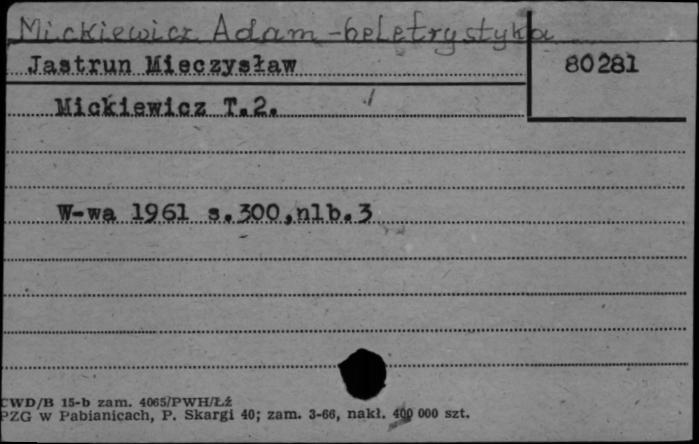 Mickiewicz Adam - beletrystyka
Jastrun Mieczysław
80281
Mickiewicz T.2.
W-wa 1961 s.300,nlb.3
CWD/B 15-b zam. 4065/PWH/Łź
PZG w Pabianicach, P. Skargi 40; zam. 3-66, nakł. 400 000 szt.